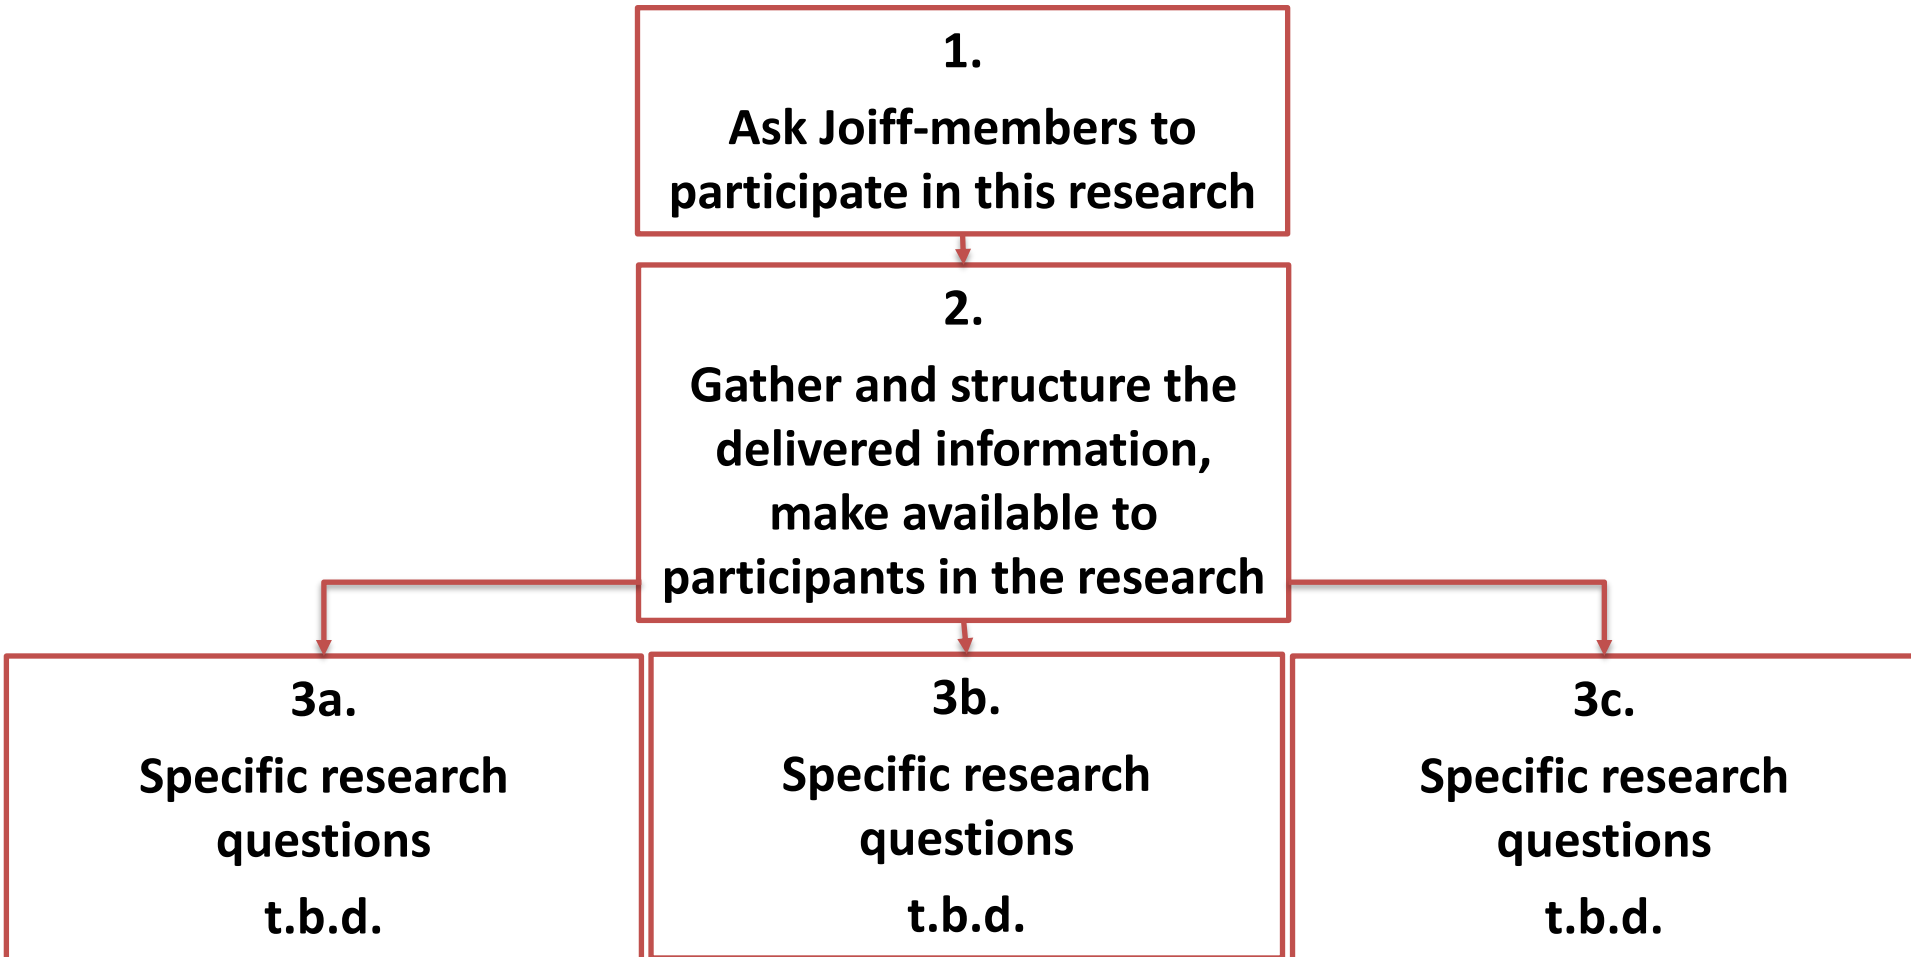 1.
Ask Joiff-members to
participate in this research
2.
Gather and structure the
delivered information,
make available to
participants in the research
3a.
Specific research
questions
t.b.d.
3b.
Specific research
questions
t.b.d.
3c.
Specific research
questions
t.b.d.